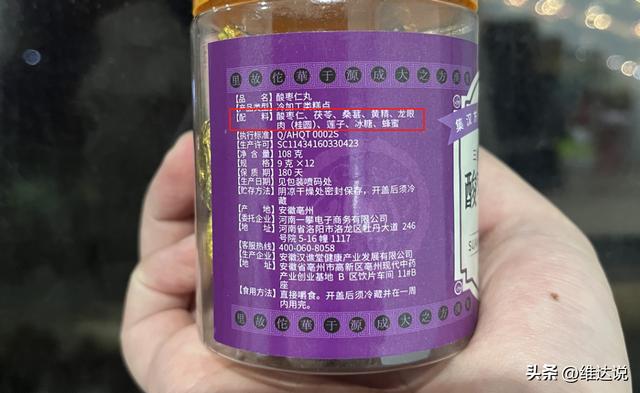 里故佗華于源成大之方漢集
【品 名】酸枣仁丸
【产品类型】冷加工类糕点
【配 料】酸枣仁、茯苓、桑葚、黄精、龙眼
肉（桂圆）、莲子、冰糖、蜂蜜
【执行标准】Q/AHQT 0002S
【生产许可】SC11434160330423
【净 含 量】108 克
【规 格】9 克×12
【保 质 期】180 天
【生产日期】见包装喷码处
【贮存方法】阴凉干燥处密封保存，开盖后须冷
藏
【产 地】安徽亳州
【委托企业】河南一攀电子商务有限公司
【地 址】河南省洛阳市洛龙区牡丹大道 246
号院 5-16 幢 1117
【客服热线】400-060-8058
【生产企业】安徽汉谯堂健康产业发展有限公司
【地 址】安徽省亳州市高新区亳州现代中药
产业创业基地 B 区饮片车间 11#B
座
【食用方法】直接嚼食。开盖后须冷藏并在一周
内用完。
里故佗華于源成大之方
集汉方
酸
头条 @维达说